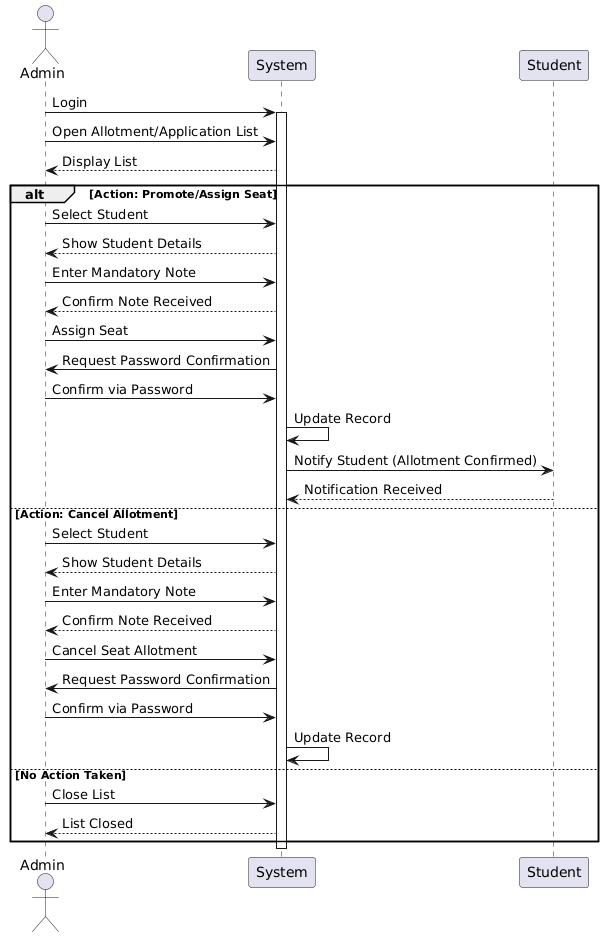 Admin
System
Student
Login
Open Allotment/Application List
Display List
alt [Action: Promote/Assign Seat]
Select Student
Show Student Details
Enter Mandatory Note
Confirm Note Received
Assign Seat
Request Password Confirmation
Confirm via Password
Update Record
Notify Student (Allotment Confirmed)
Notification Received
[Action: Cancel Allotment]
Select Student
Show Student Details
Enter Mandatory Note
Confirm Note Received
Cancel Seat Allotment
Request Password Confirmation
Confirm via Password
Update Record
[No Action Taken]
Close List
List Closed
Admin
System
Student